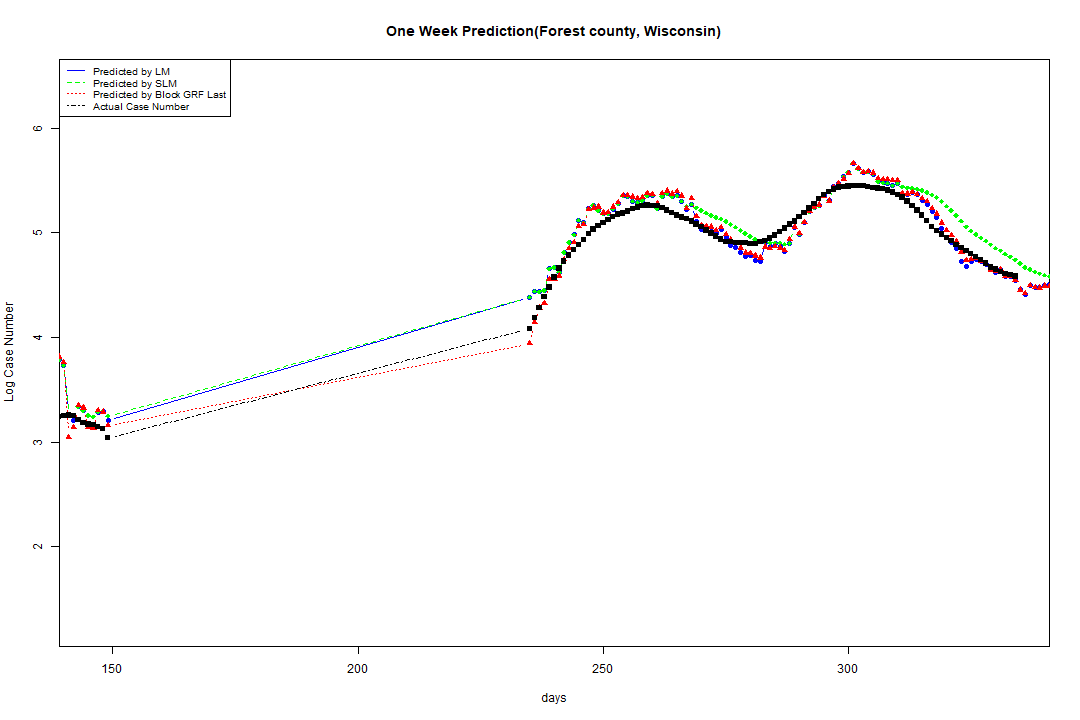 One Week Prediction(Forest county, Wisconsin)
Predicted by LM
Predicted by SLM
Predicted by Block GRF Last
Actual Case Number
6
5
4
3
2
Log Case Number
150 200 250 300
days